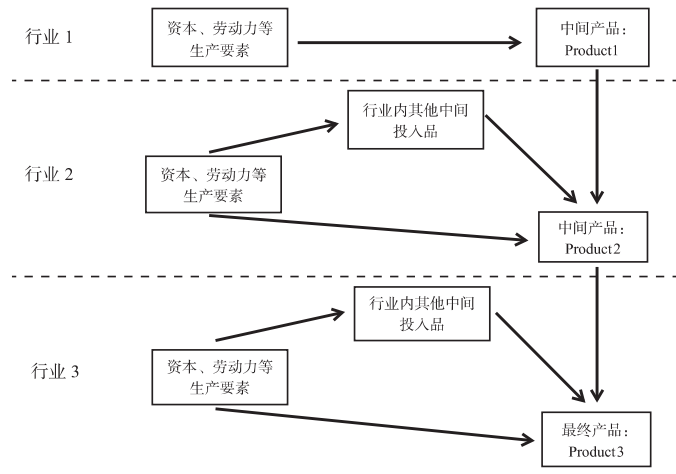 行业 1
资本、劳动力等
生产要素
中间产品：
Product1
行业 2
行业内其他中间
投入品
资本、劳动力等
生产要素
中间产品：
Product2
行业 3
行业内其他中间
投入品
资本、劳动力等
生产要素
最终产品：
Product3